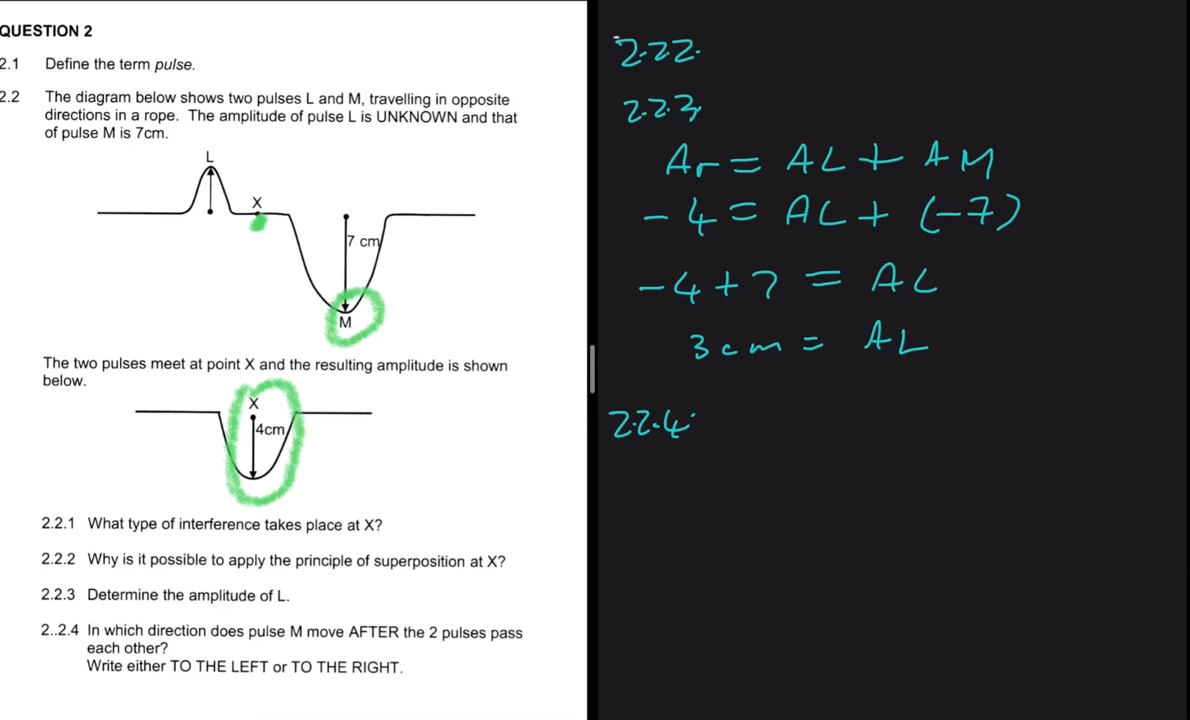 QUESTION 2
2.1 Define the term pulse.
2.2 The diagram below shows two pulses L and M, travelling in opposite
directions in a rope. The amplitude of pulse L is UNKNOWN and that
of pulse M is 7cm.
L
X
7 cm
M
The two pulses meet at point X and the resulting amplitude is shown
below.
X
4cm
2.2.1 What type of interference takes place at X?
2.2.2 Why is it possible to apply the principle of superposition at X?
2.2.3 Determine the amplitude of L.
2..2.4 In which direction does pulse M move AFTER the 2 pulses pass
each other?
Write either TO THE LEFT or TO THE RIGHT.
2.2.2.
2.2.3
Ar = AL + AM
-4 = AL + (-7)
-4 + 7 = AL
3cm = AL
2.2.4